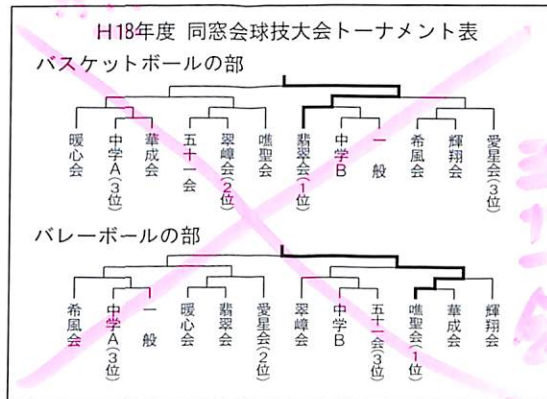 H18年度 同窓会球技大会トーナメント表
バスケットボールの部
暖心会
中学A(3位)
華成会
五十一会
翠嶂会(2位)
唯聖会
翡翠会(1位)
中学B
一般
希風会
輝翔会
愛星会(3位)
バレーボールの部
希風会
中学A(3位)
一般
暖心会
翡翠会
愛星会(2位)
翠嶂会
中学B
五十一会(3位)
唯聖会(1位)
華成会
輝翔会